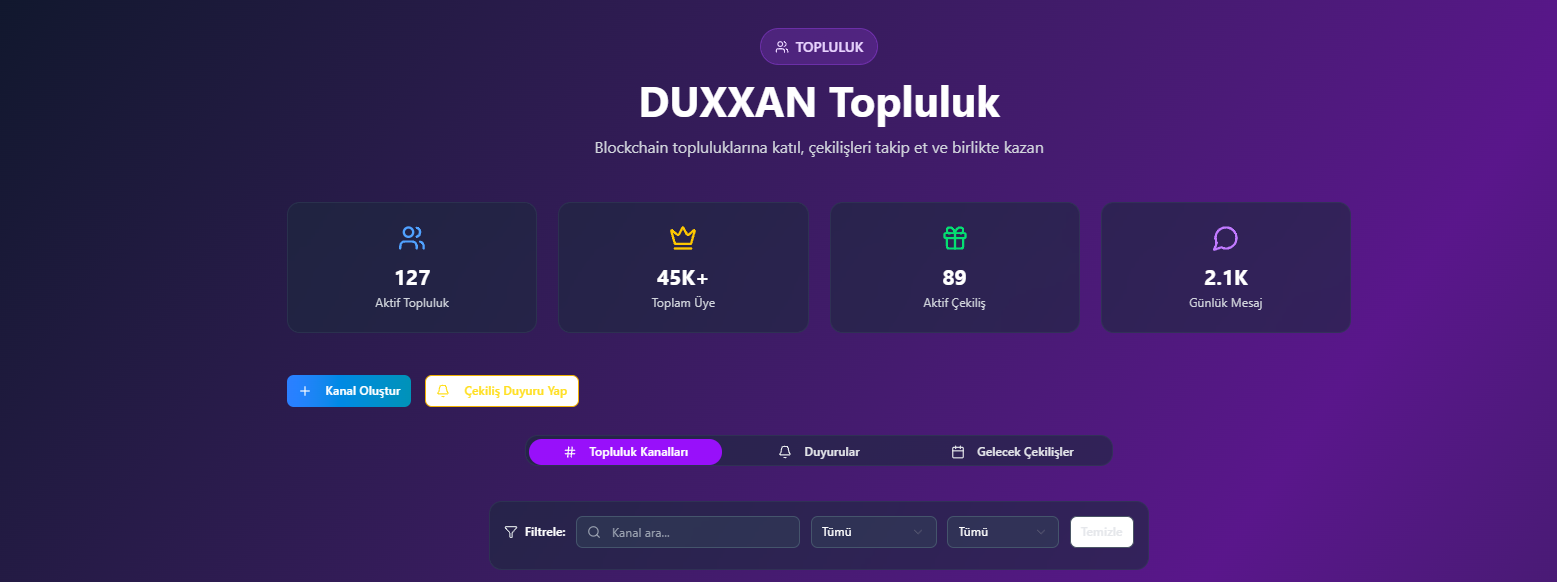 TOPLULUK
DUXXAN Topluluk
Blockchain topluluklarına katıl, çekilişleri takip et ve birlikte kazan
127
Aktif Topluluk
45K+
Toplam Üye
89
Aktif Çekiliş
2.1K
Günlük Mesaj
Kanal Oluştur
Çekiliş Duyuru Yap
Topluluk Kanalları
Duyurular
Gelecek Çekilişler
Filtrele:
Kanal ara...
Tümü
Tümü
Temizle